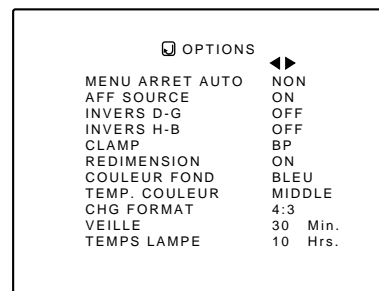 OPTIONS
◀▶
MENU ARRET AUTO NON
AFF SOURCE ON
INVERS D-G OFF
INVERS H-B OFF
CLAMP BP
REDIMENSION ON
COULEUR FOND BLEU
TEMP. COULEUR MIDDLE
CHG FORMAT 4:3
VEILLE 30 Min.
TEMPS LAMPE 10 Hrs.